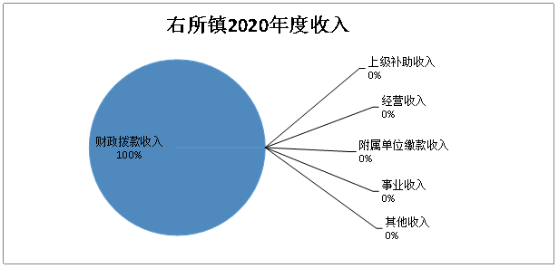 右所镇2020年度收入
财政拨款收入
100%
上级补助收入
0%
经营收入
0%
附属单位缴款收入
0%
事业收入
0%
其他收入
0%